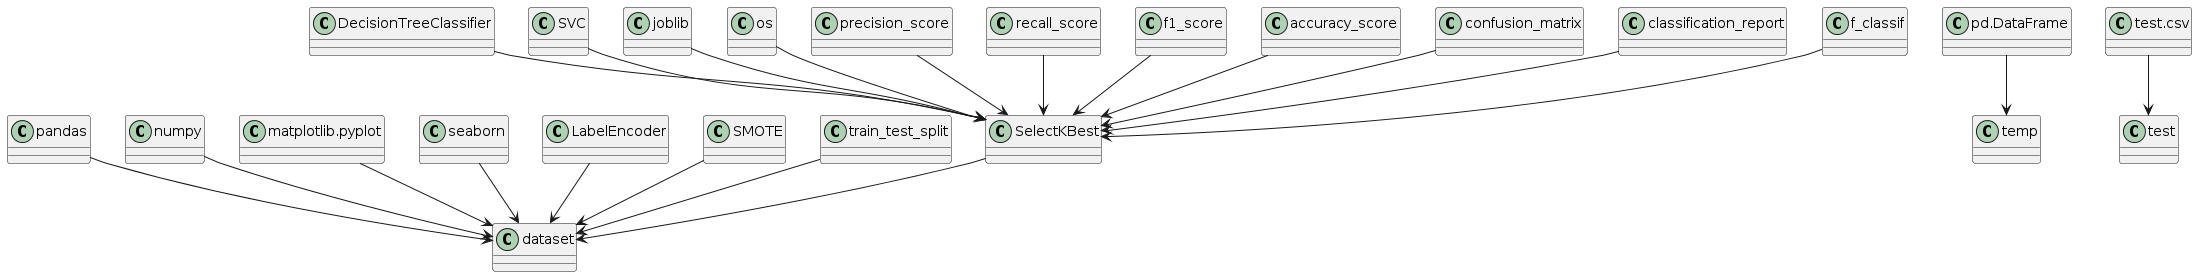 C DecisionTreeClassifier
C SVC
C joblib
C os
C precision_score
C recall_score
C f1_score
C accuracy_score
C confusion_matrix
C classification_report
C f_classif
C pd.DataFrame
C test.csv
C pandas
C numpy
C matplotlib.pyplot
C seaborn
C LabelEncoder
C SMOTE
C train_test_split
C SelectKBest
C temp
C test
C dataset